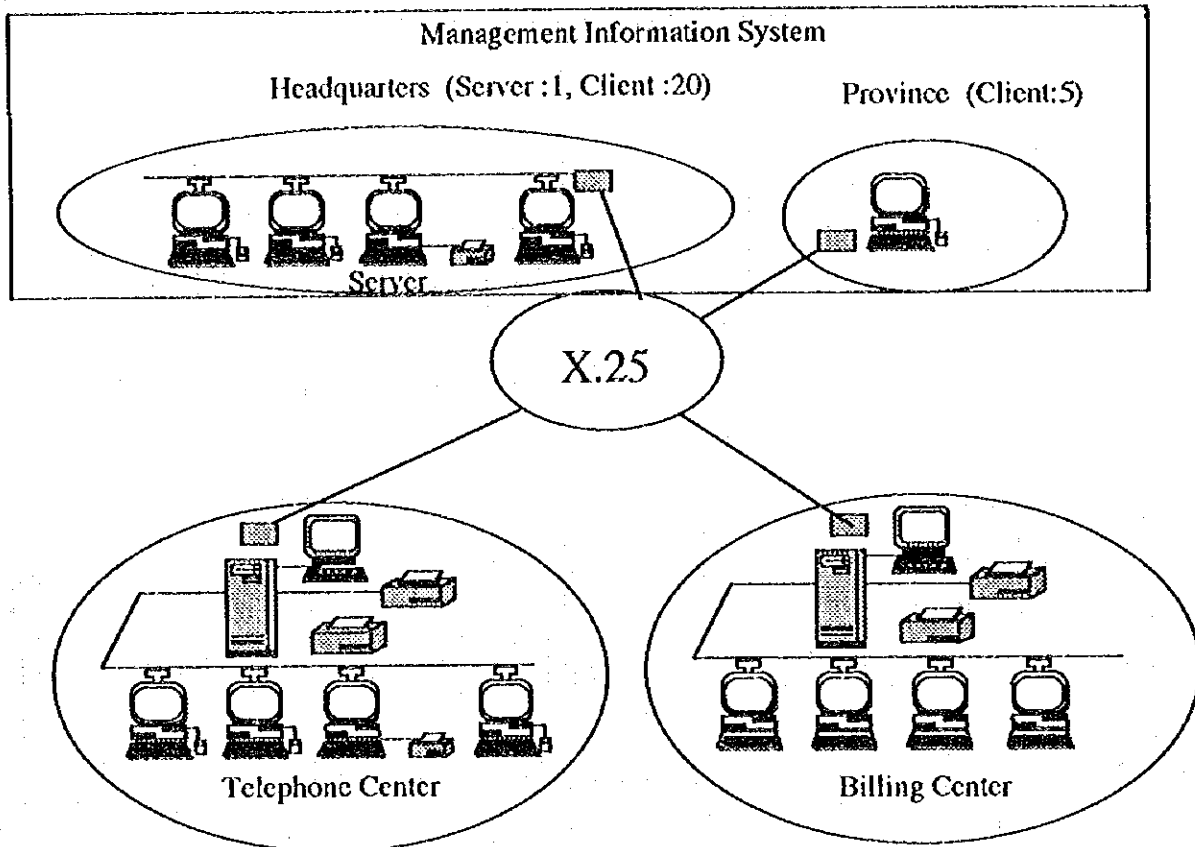 Management Information System
Headquarters (Server :1, Client :20)
Province (Client:5)
Server
X.25
Telephone Center
Billing Center